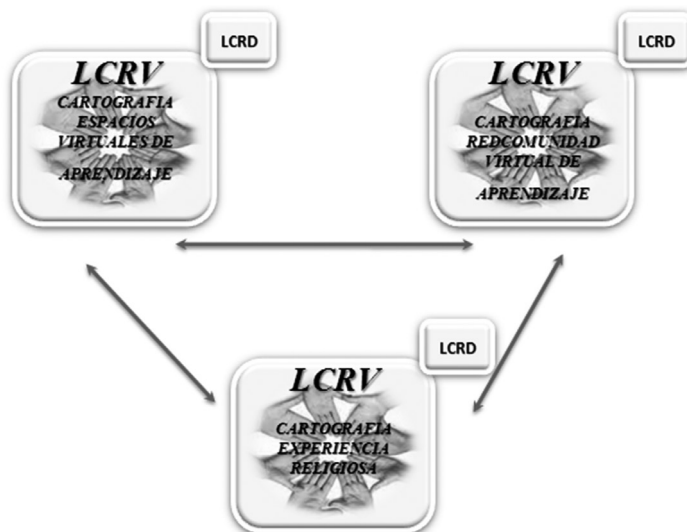 LCRD
LCRV
CARTOGRAFIA
ESPACIOS
VIRTUALES DE
APRENDIZAJE
LCRD
LCRV
CARTOGRAFIA
REDCOMUNIDAD
VIRTUAL DE
APRENDIZAJE
LCRD
LCRV
CARTOGRAFIA
EXPERIENCIA
RELIGIOSA